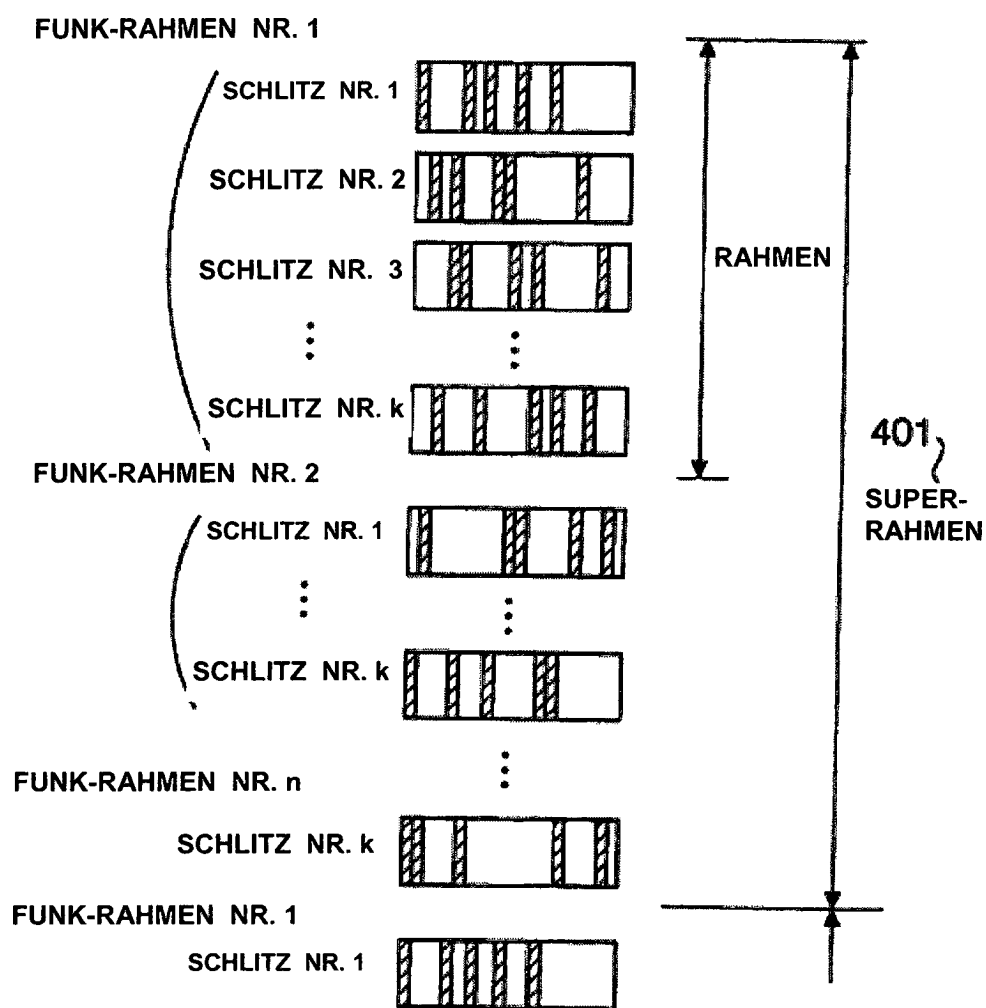 FUNK-RAHMEN NR. 1
SCHLITZ NR. 1
SCHLITZ NR. 2
SCHLITZ NR. 3
RAHMEN
SCHLITZ NR. k
401
SUPER-
RAHMEN
FUNK-RAHMEN NR. 2
SCHLITZ NR. 1
SCHLITZ NR. k
FUNK-RAHMEN NR. n
SCHLITZ NR. k
FUNK-RAHMEN NR. 1
SCHLITZ NR. 1